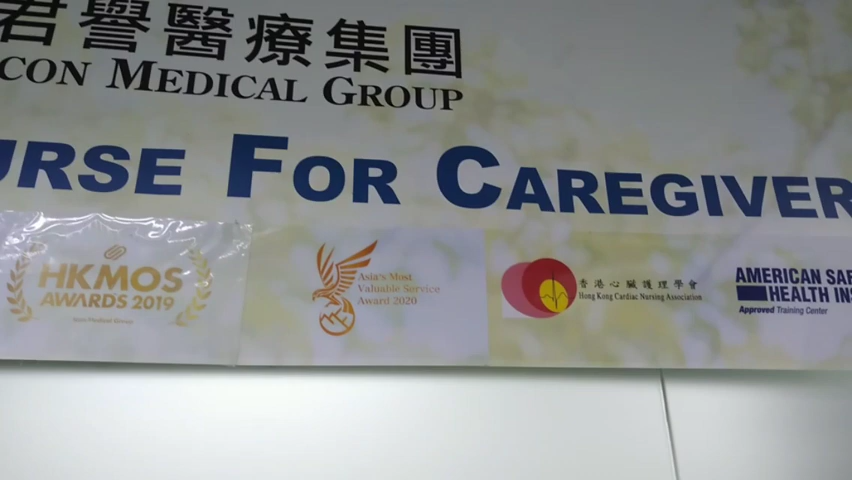 君譽醫療集團
CON MEDICAL GROUP
URSE FOR CAREGIVER
HKMOS
AWARDS 2019
Asia's Most
Valuable Service
Award 2020
香港心臟護理學會
Hong Kong Cardiac Nursing Association
AMERICAN SAF
HEALTH INS
Approved Training Center